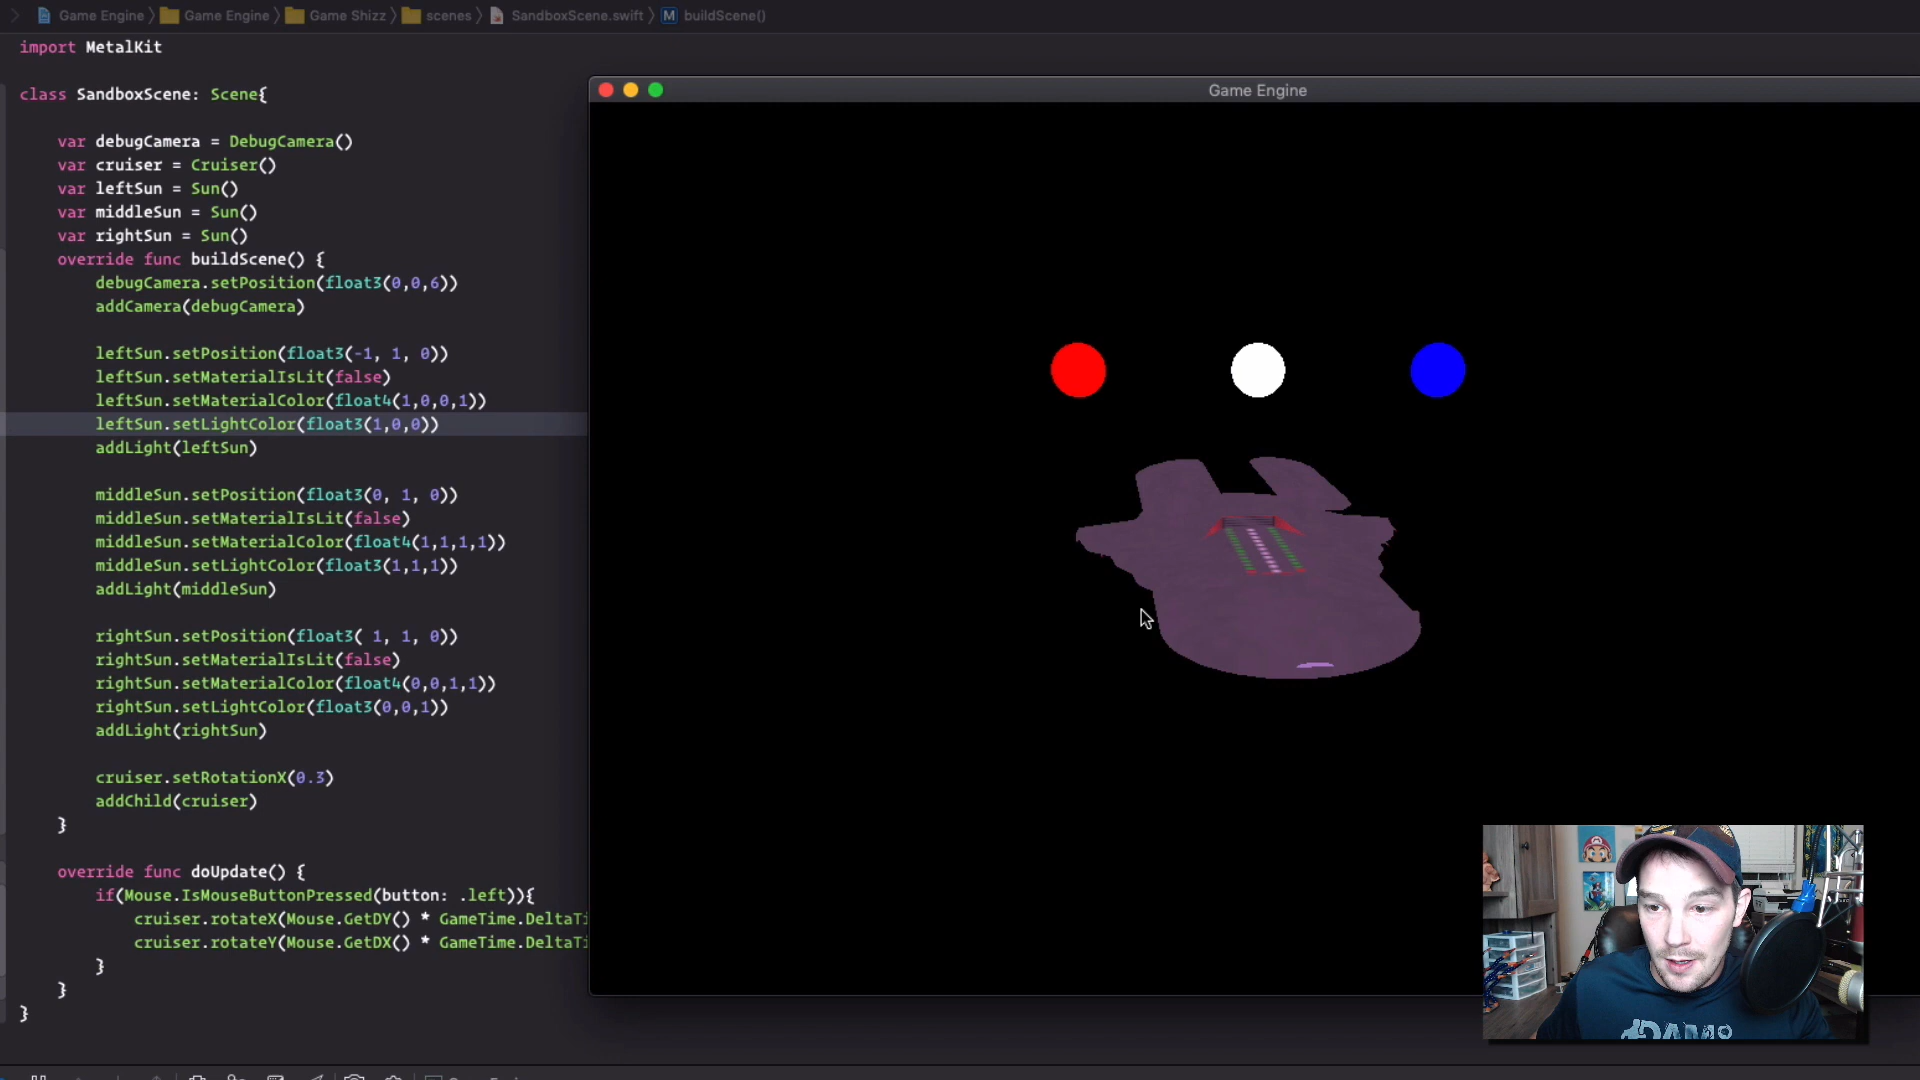 Game Engine 〉 Game Engine 〉 Game Shizz 〉 scenes 〉 SandboxScene.swift 〉 M buildScene()
import MetalKit
class SandboxScene: Scene{
var debugCamera = DebugCamera()
var cruiser = Cruiser()
var leftSun = Sun()
var middleSun = Sun()
var rightSun = Sun()
override func buildScene() {
debugCamera.setPosition(float3(0,0,6))
addCamera(debugCamera)
leftSun.setPosition(float3(-1, 1, 0))
leftSun.setMaterialIsLit(false)
leftSun.setMaterialColor(float4(1,0,0,1))
leftSun.setLightColor(float3(1,0,0))
addLight(leftSun)
middleSun.setPosition(float3(0, 1, 0))
middleSun.setMaterialIsLit(false)
middleSun.setMaterialColor(float4(1,1,1,1))
middleSun.setLightColor(float3(1,1,1))
addLight(middleSun)
rightSun.setPosition(float3( 1, 1, 0))
rightSun.setMaterialIsLit(false)
rightSun.setMaterialColor(float4(0,0,1,1))
rightSun.setLightColor(float3(0,0,1))
addLight(rightSun)
cruiser.setRotationX(0.3)
addChild(cruiser)
}
override func doUpdate() {
if(Mouse.IsMouseButtonPressed(button: .left)){
cruiser.rotateX(Mouse.GetDY() * GameTime.DeltaTi
cruiser.rotateY(Mouse.GetDX() * GameTime.DeltaTi
}
}
}
Game Engine